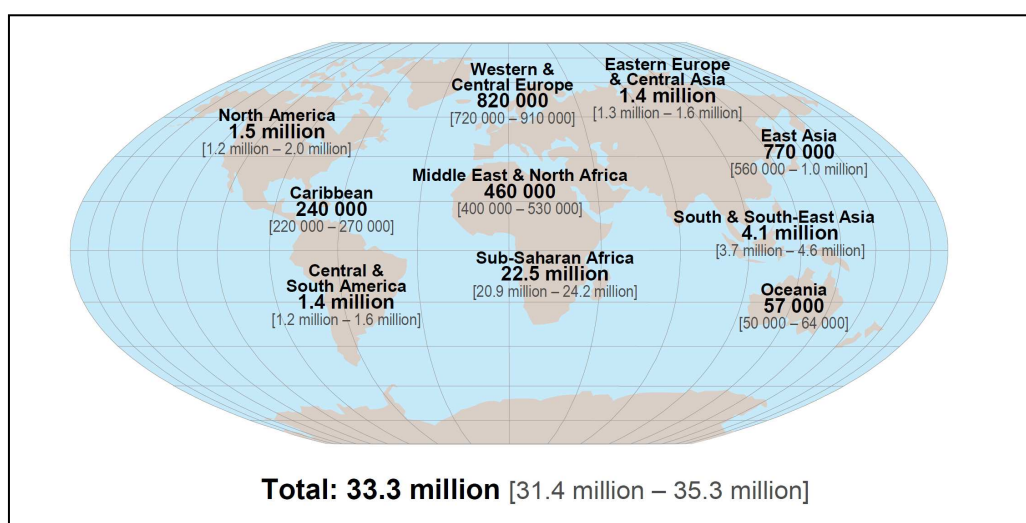 Western &
Central Europe
820 000
[720 000 – 910 000]
Eastern Europe
& Central Asia
1.4 million
[1.3 million – 1.6 million]
North America
1.5 million
[1.2 million – 2.0 million]
East Asia
770 000
[560 000 – 1.0 million]
Middle East & North Africa
460 000
[400 000 – 530 000]
Caribbean
240 000
[220 000 – 270 000]
South & South-East Asia
4.1 million
[3.7 million – 4.6 million]
Sub-Saharan Africa
22.5 million
[20.9 million – 24.2 million]
Central &
South America
1.4 million
[1.2 million – 1.6 million]
Oceania
57 000
[50 000 – 64 000]
Total: 33.3 million [31.4 million – 35.3 million]